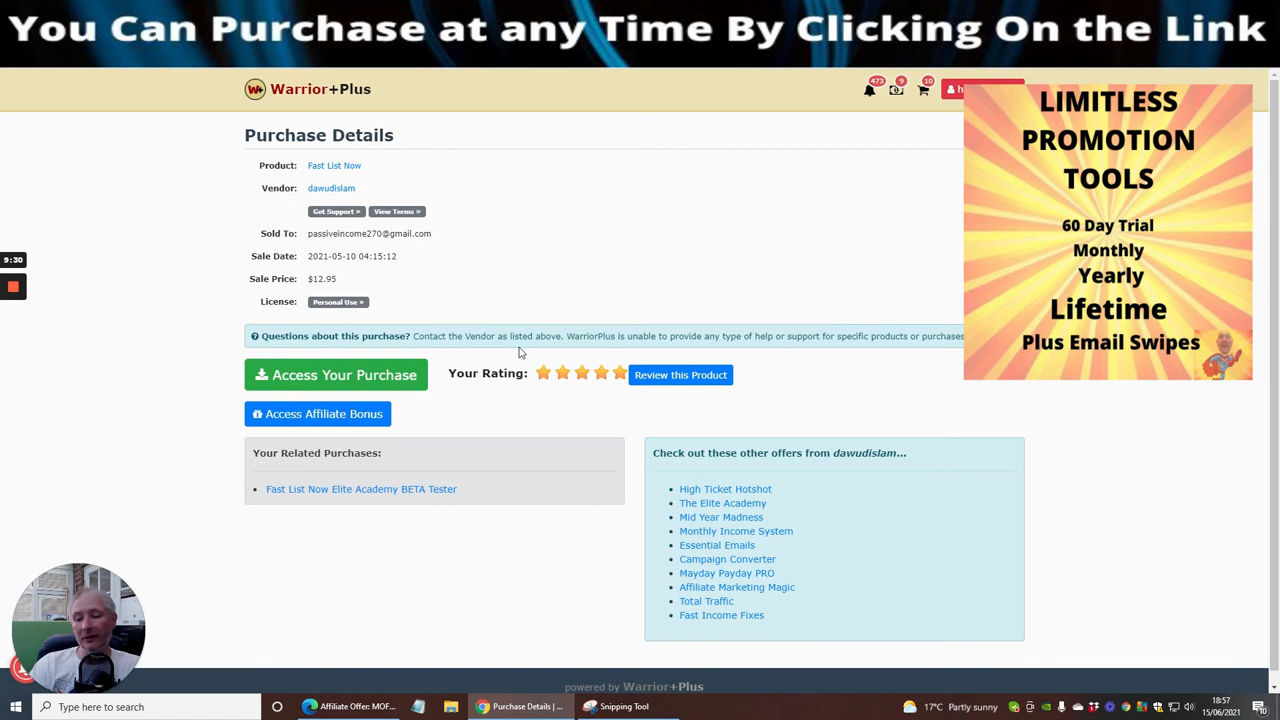 You Can Purchase at any Time By Clicking On the Link
W+ Warrior+Plus
473
9
10
h
Purchase Details
Product: Fast List Now
Vendor: dawudislam
Get Support » View Terms »
Sold To: passiveincome270@gmail.com
Sale Date: 2021-05-10 04:15:12
Sale Price: $12.95
License: Personal Use »
Questions about this purchase? Contact the Vendor as listed above. WarriorPlus is unable to provide any type of help or support for specific products or purchases
Access Your Purchase
Your Rating:
Review this Product
Access Affiliate Bonus
Your Related Purchases:
Fast List Now Elite Academy BETA Tester
Check out these other offers from dawudislam...
High Ticket Hotshot
The Elite Academy
Mid Year Madness
Monthly Income System
Essential Emails
Campaign Converter
Mayday Payday PRO
Affiliate Marketing Magic
Total Traffic
Fast Income Fixes
LIMITLESS
PROMOTION
TOOLS
60 Day Trial
Monthly
Yearly
Lifetime
Plus Email Swipes
9:30
powered by Warrior+Plus
Type here to search
Affiliate Offer: MOF...
Purchase Details | ...
Snipping Tool
17°C Partly sunny
18:57
15/06/2021
10